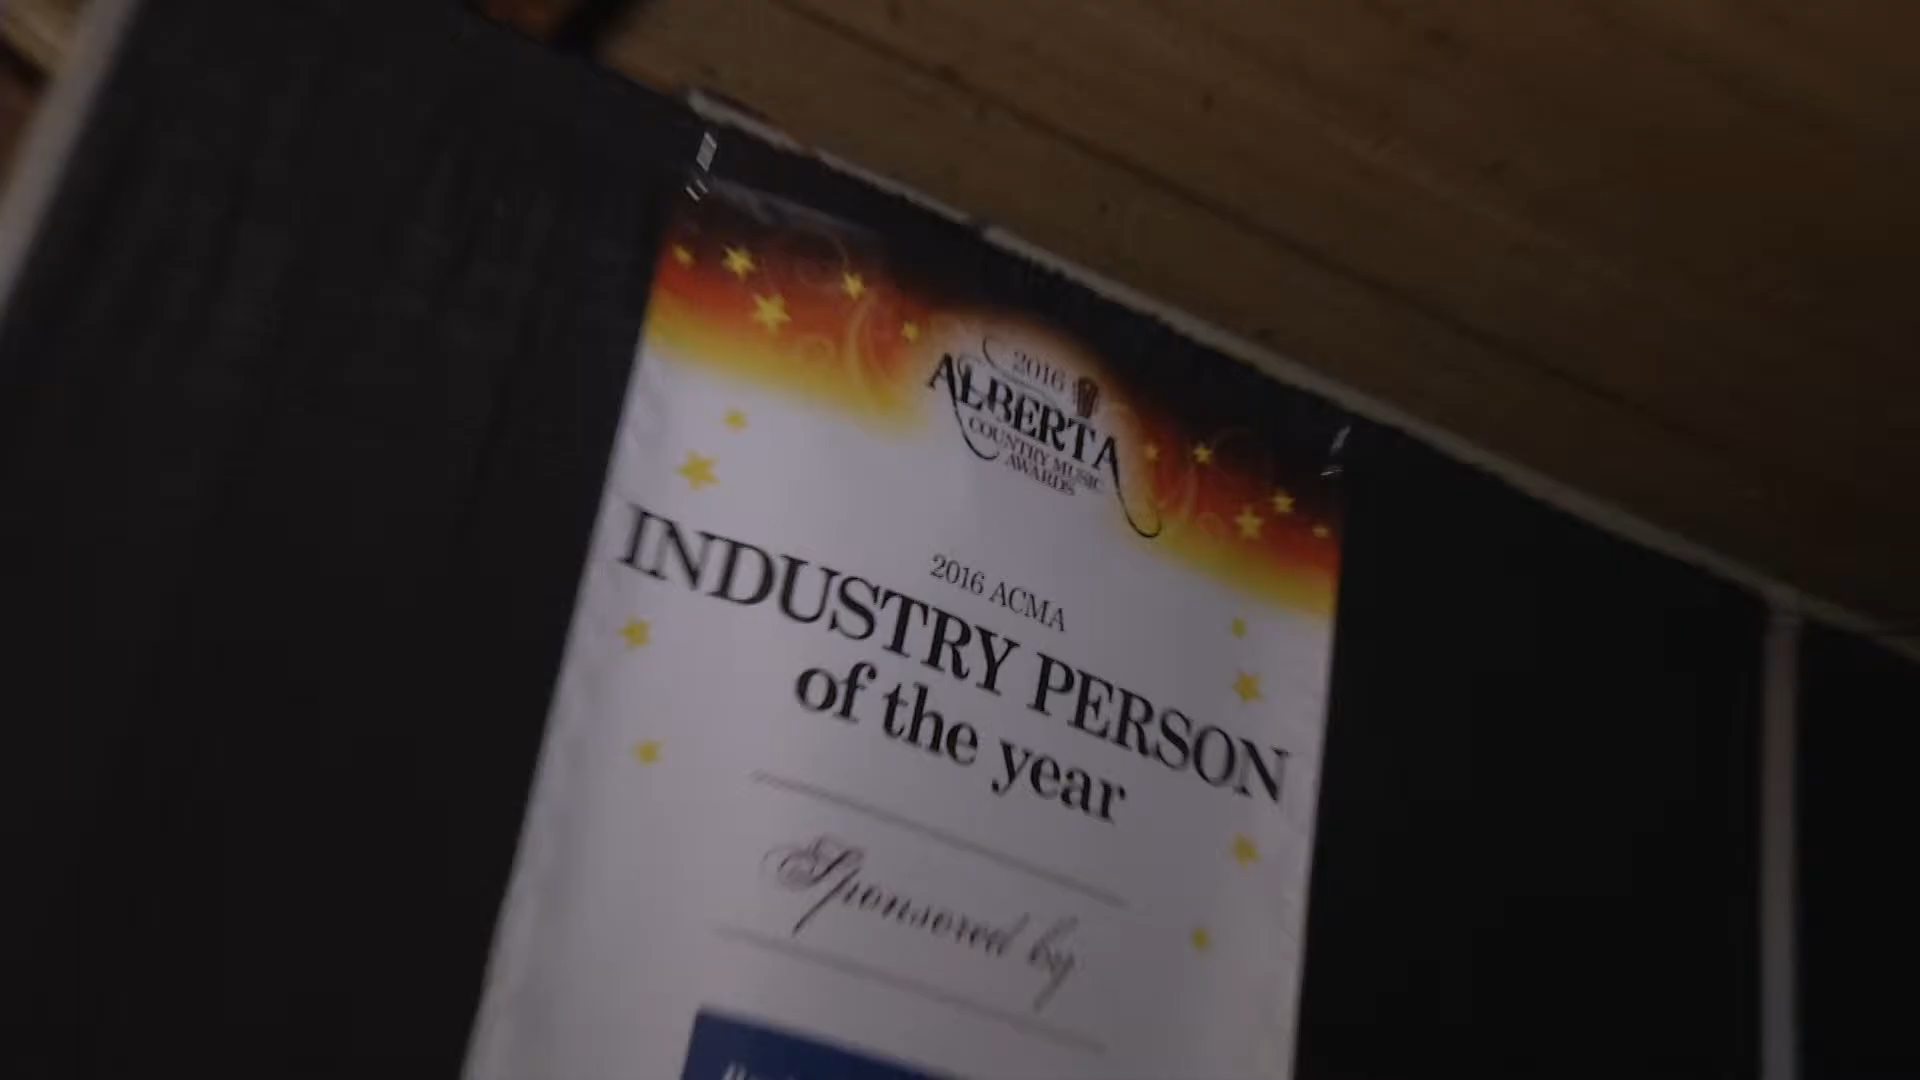 2016
ALBERTA
COUNTRY MUSIC
AWARDS
2016 ACMA
INDUSTRY PERSON
of the year
Sponsored by